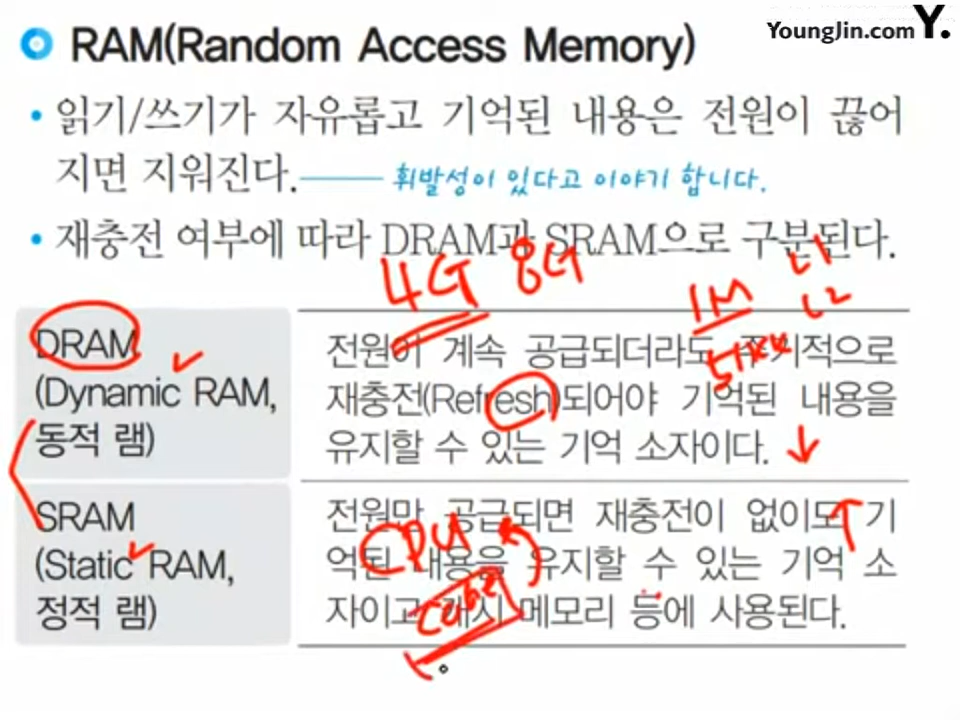 YoungJin.com Y.
RAM(Random Access Memory)
• 읽기/쓰기가 자유롭고 기억된 내용은 전원이 끊어
지면 지워진다. 휘발성이 있다고 이야기 합니다.
• 재충전 여부에 따라 DRAM과 SRAM으로 구분된다.
4G 8G
L1
L2
1M
DRAM
(Dynamic RAM,
동적 램)
전원이 계속 공급되더라도 주기적으로
재충전(Refresh)되어야 기억된 내용을
유지할 수 있는 기억 소자이다. ↓
SRAM
(Static RAM,
정적 램)
전원만 공급되면 재충전이 없이도 ↑ 기
억된 내용을 유지할 수 있는 기억 소
자이고 캐시 메모리 등에 사용된다.
CPU